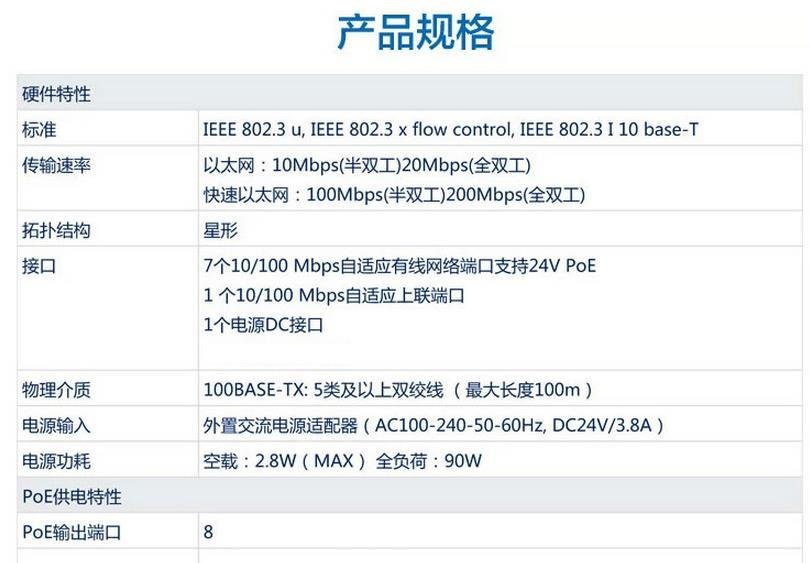 产品规格
硬件特性
标准 IEEE 802.3 u, IEEE 802.3 x flow control, IEEE 802.3 I 10 base-T
传输速率 以太网：10Mbps(半双工)20Mbps(全双工)
快速以太网：100Mbps(半双工)200Mbps(全双工)
拓扑结构 星形
接口 7个10/100 Mbps自适应有线网络端口支持24V PoE
1 个10/100 Mbps自适应上联端口
1个电源DC接口
物理介质 100BASE-TX: 5类及以上双绞线 （ 最大长度100m ）
电源输入 外置交流电源适配器（ AC100-240-50-60Hz, DC24V/3.8A ）
电源功耗 空载：2.8W（ MAX ） 全负荷：90W
PoE供电特性
PoE输出端口 8